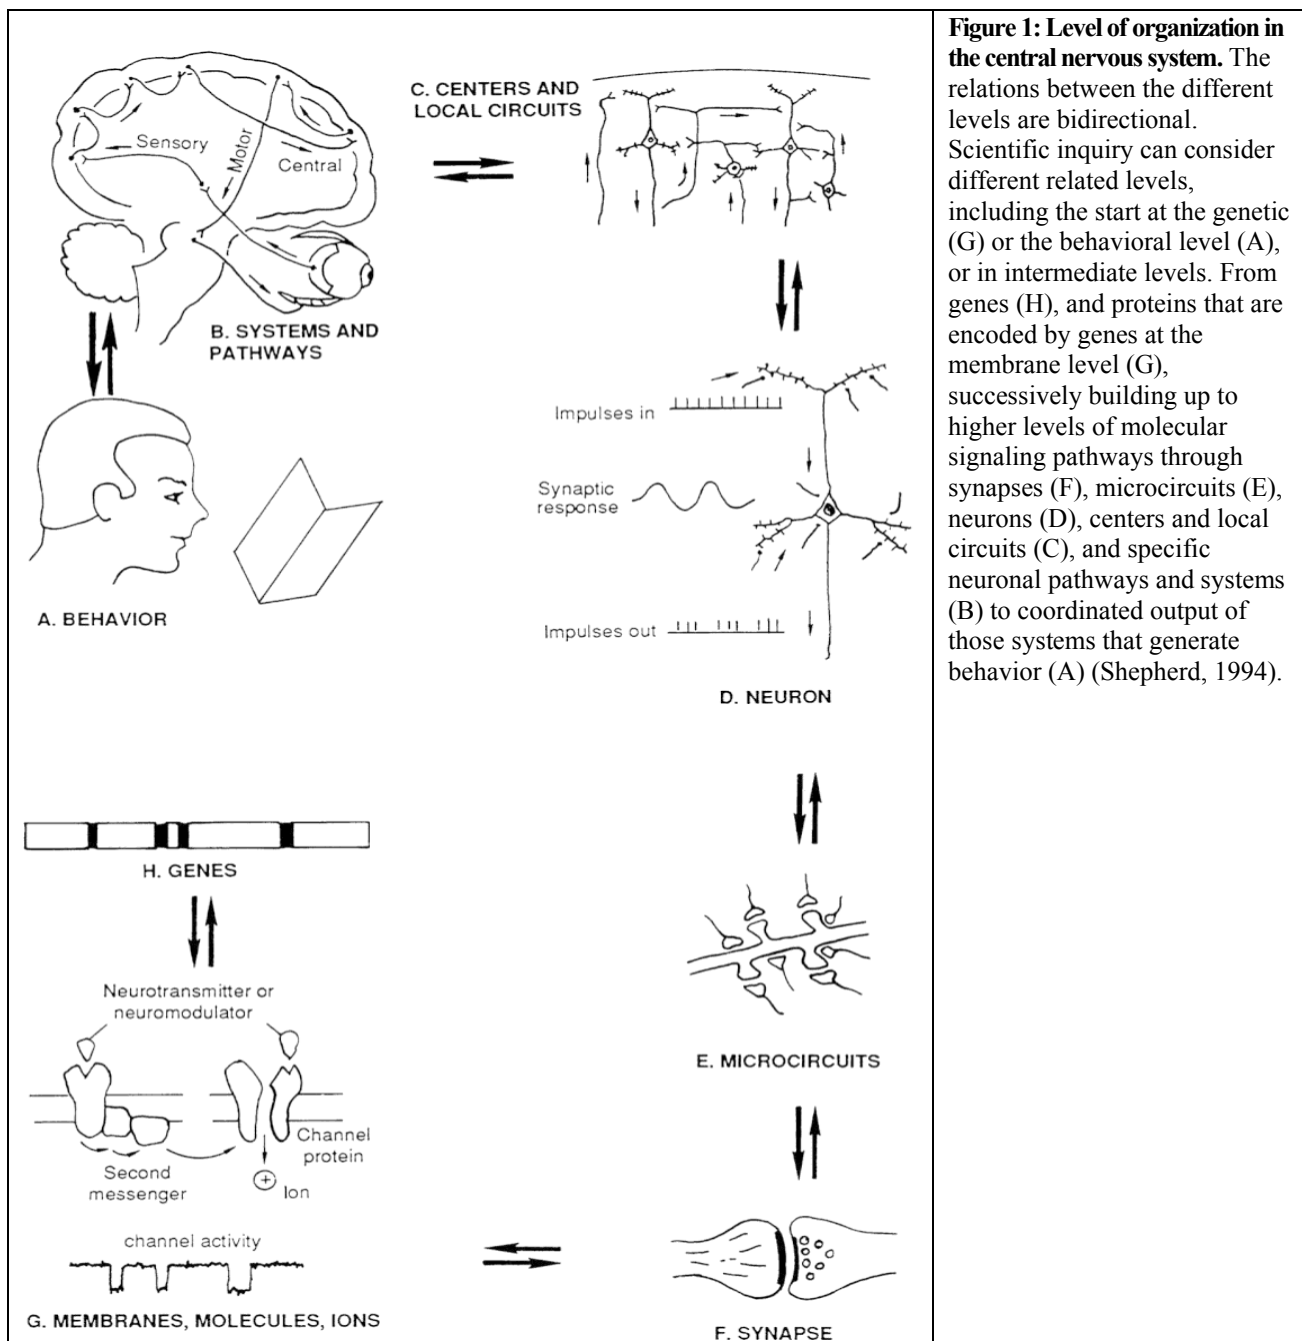 C. CENTERS AND
LOCAL CIRCUITS
Sensory
Motor
Central
B. SYSTEMS AND
PATHWAYS
Impulses in
Synaptic
response
Impulses out
A. BEHAVIOR
D. NEURON
H. GENES
Neurotransmitter or
neuromodulator
E. MICROCIRCUITS
Channel
protein
Second
messenger
+
Ion
channel activity
G. MEMBRANES, MOLECULES, IONS
F. SYNAPSE
Figure 1: Level of organization in
the central nervous system. The
relations between the different
levels are bidirectional.
Scientific inquiry can consider
different related levels,
including the start at the genetic
(G) or the behavioral level (A),
or in intermediate levels. From
genes (H), and proteins that are
encoded by genes at the
membrane level (G),
successively building up to
higher levels of molecular
signaling pathways through
synapses (F), microcircuits (E),
neurons (D), centers and local
circuits (C), and specific
neuronal pathways and systems
(B) to coordinated output of
those systems that generate
behavior (A) (Shepherd, 1994).